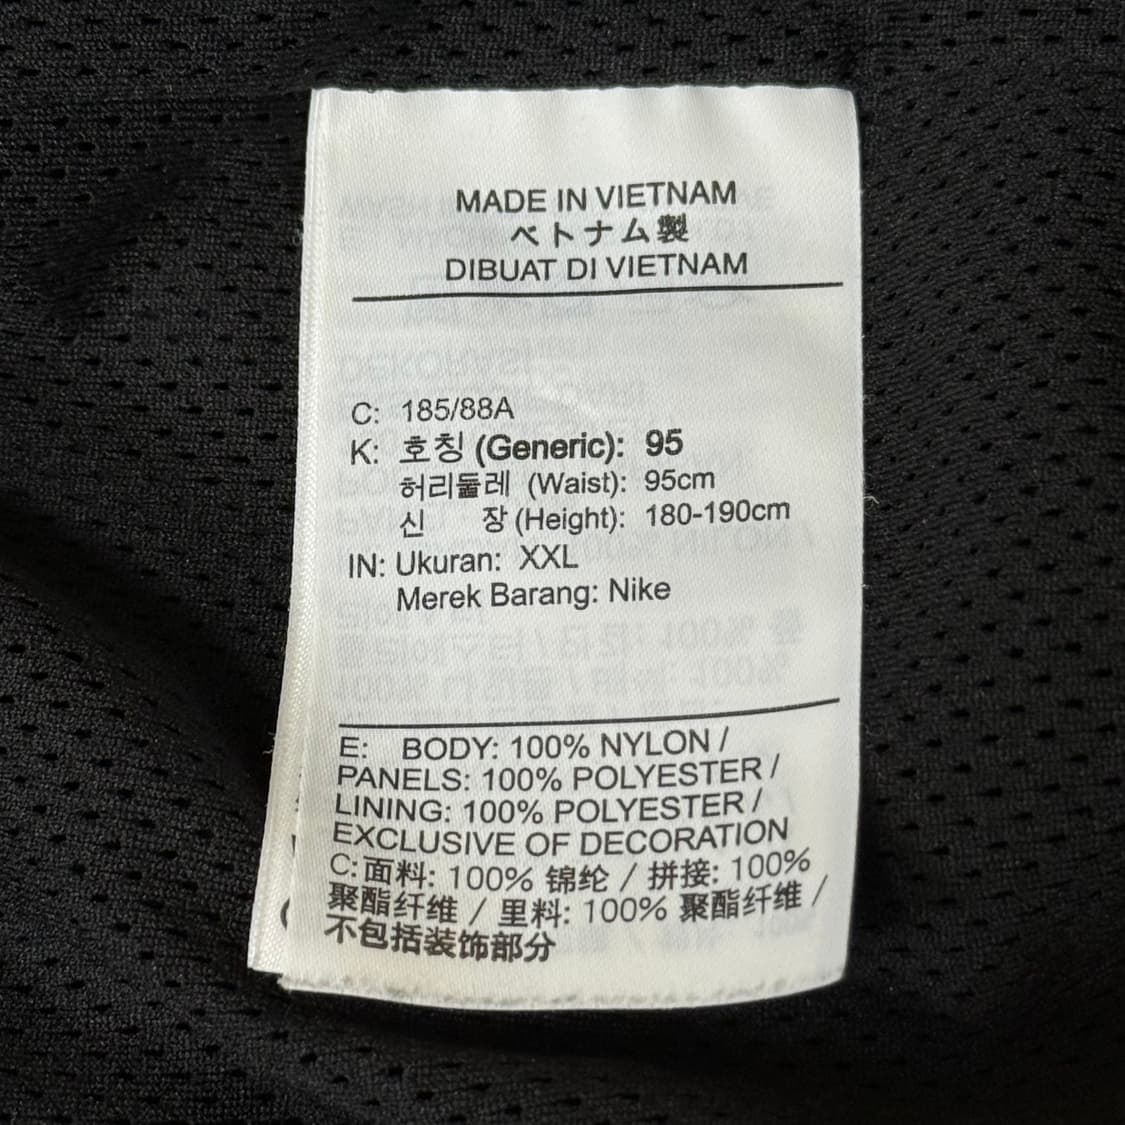 MADE IN VIETNAM
ベトナム製
DIBUAT DI VIETNAM
C: 185/88A
K: 호칭 (Generic): 95
허리둘레 (Waist): 95cm
신 장 (Height): 180-190cm
IN: Ukuran: XXL
Merek Barang: Nike
E: BODY: 100% NYLON /
PANELS: 100% POLYESTER /
LINING: 100% POLYESTER /
EXCLUSIVE OF DECORATION
C: 面料: 100% 锦纶 / 拼接: 100%
聚酯纤维 / 里料: 100% 聚酯纤维 /
不包括装饰部分